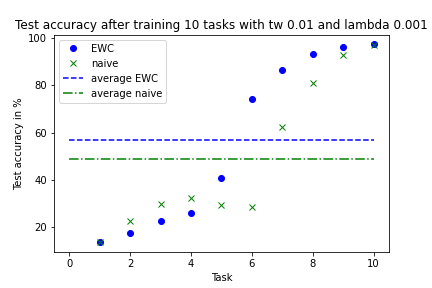 Test accuracy after training 10 tasks with tw 0.01 and lambda 0.001
100
80
60
40
20
Test accuracy in %
EWC
naive
average EWC
average naive
0 2 4 6 8 10
Task